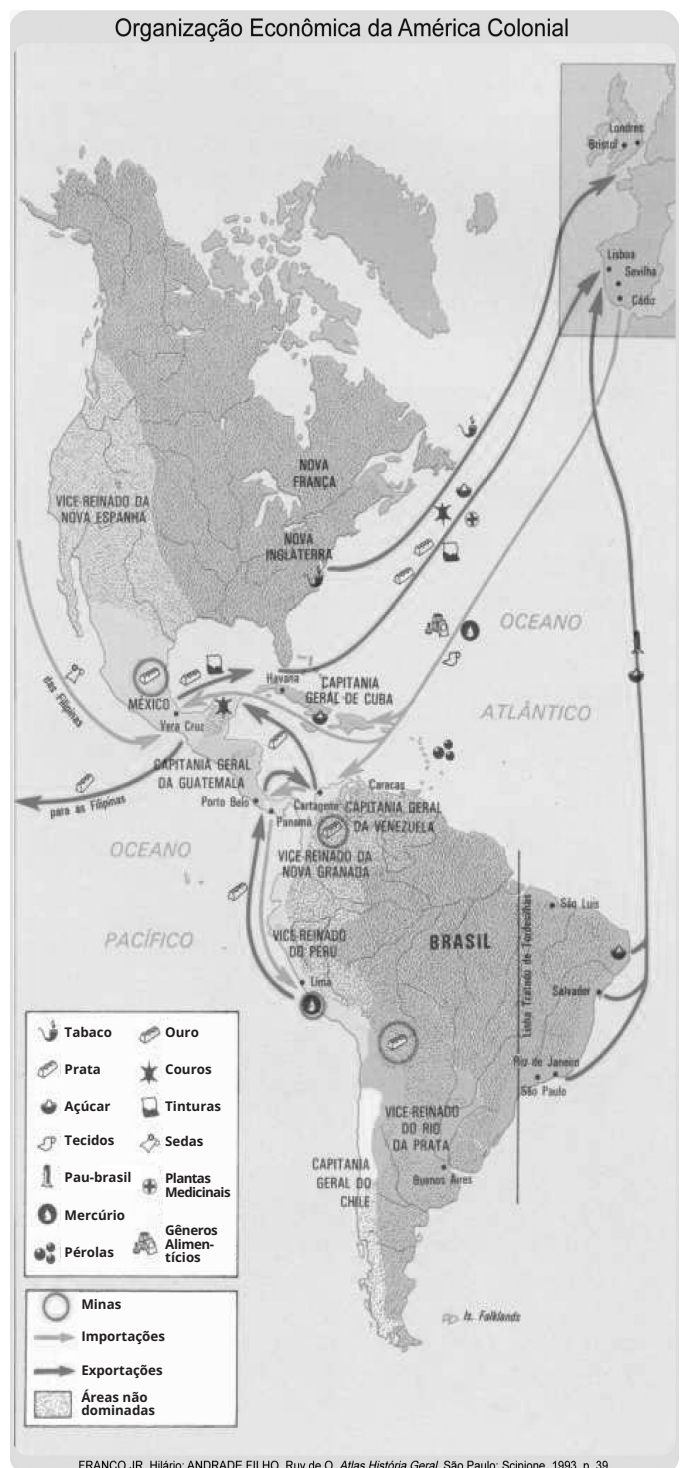 Organização Econômica da América Colonial
Londres
Bristol
Lisboa
Sevilha
Cádiz
NOVA
FRANÇA
VICE-REINADO DA
NOVA ESPANHA
NOVA
INGLATERRA
OCEANO
ATLÂNTICO
Havana
CAPITANIA
GERAL DE CUBA
das Filipinas
MÉXICO
Vera Cruz
CAPITANIA GERAL
DA GUATEMALA
para as Filipinas
Porto Belo
Panamá
Cartagena
Caracas
CAPITANIA GERAL
DA VENEZUELA
VICE-REINADO DA
NOVA GRANADA
OCEANO
PACÍFICO
VICE-REINADO
DO PERU
BRASIL
Linha Tratado de Tordesilhas
São Luís
Lima
Salvador
Rio de Janeiro
São Paulo
VICE-REINADO
DO RIO
DA PRATA
CAPITANIA
GERAL DO
CHILE
Buenos Aires
Is. Falklands
Tabaco
Ouro
Prata
Couros
Açúcar
Tinturas
Tecidos
Sedas
Pau-brasil
Plantas
Medicinais
Mercúrio
Gêneros
Alimen-
tícios
Pérolas
Minas
Importações
Exportações
Áreas não
dominadas
FRANCO JR, Hilário; ANDRADE FILHO, Ruy de O. Atlas História Geral. São Paulo: Scipione, 1993. p. 39